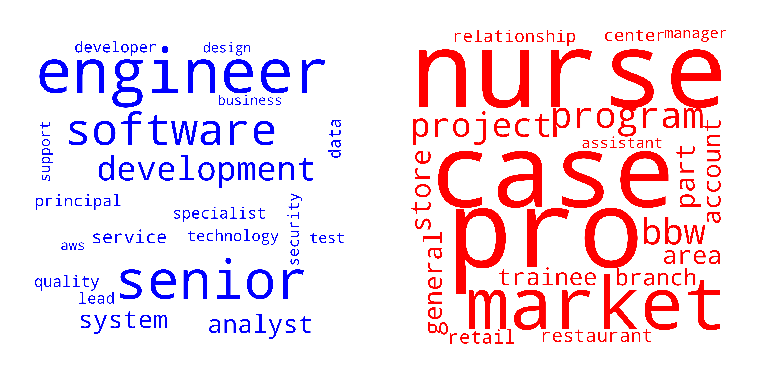 developer
design
engineer
business
software
support
data
development
principal
specialist
security
aws
service
technology
test
quality
senior
lead
system
analyst
relationship
center
manager
nurse
project
program
assistant
account
store
case
part
pro
bbw
area
general
trainee
branch
market
retail
restaurant